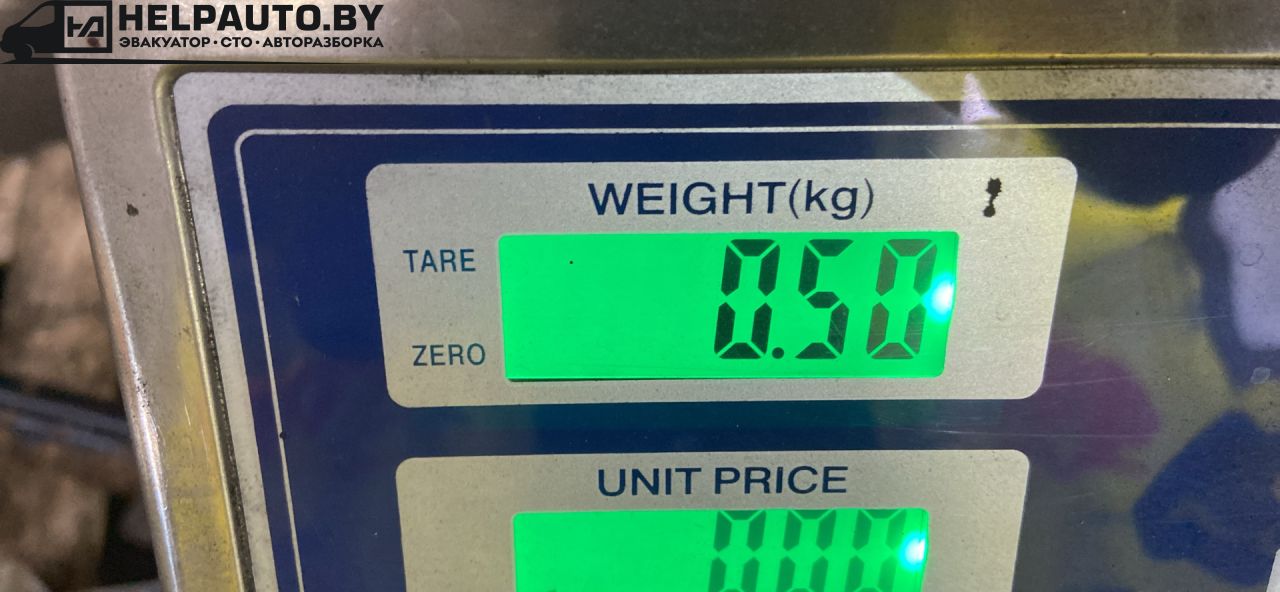 HELPAUTO.BY
ЭВАКУАТОР·СТО·АВТОРАЗБОРКА
WEIGHT(kg)
TARE
0.50
ZERO
UNIT PRICE